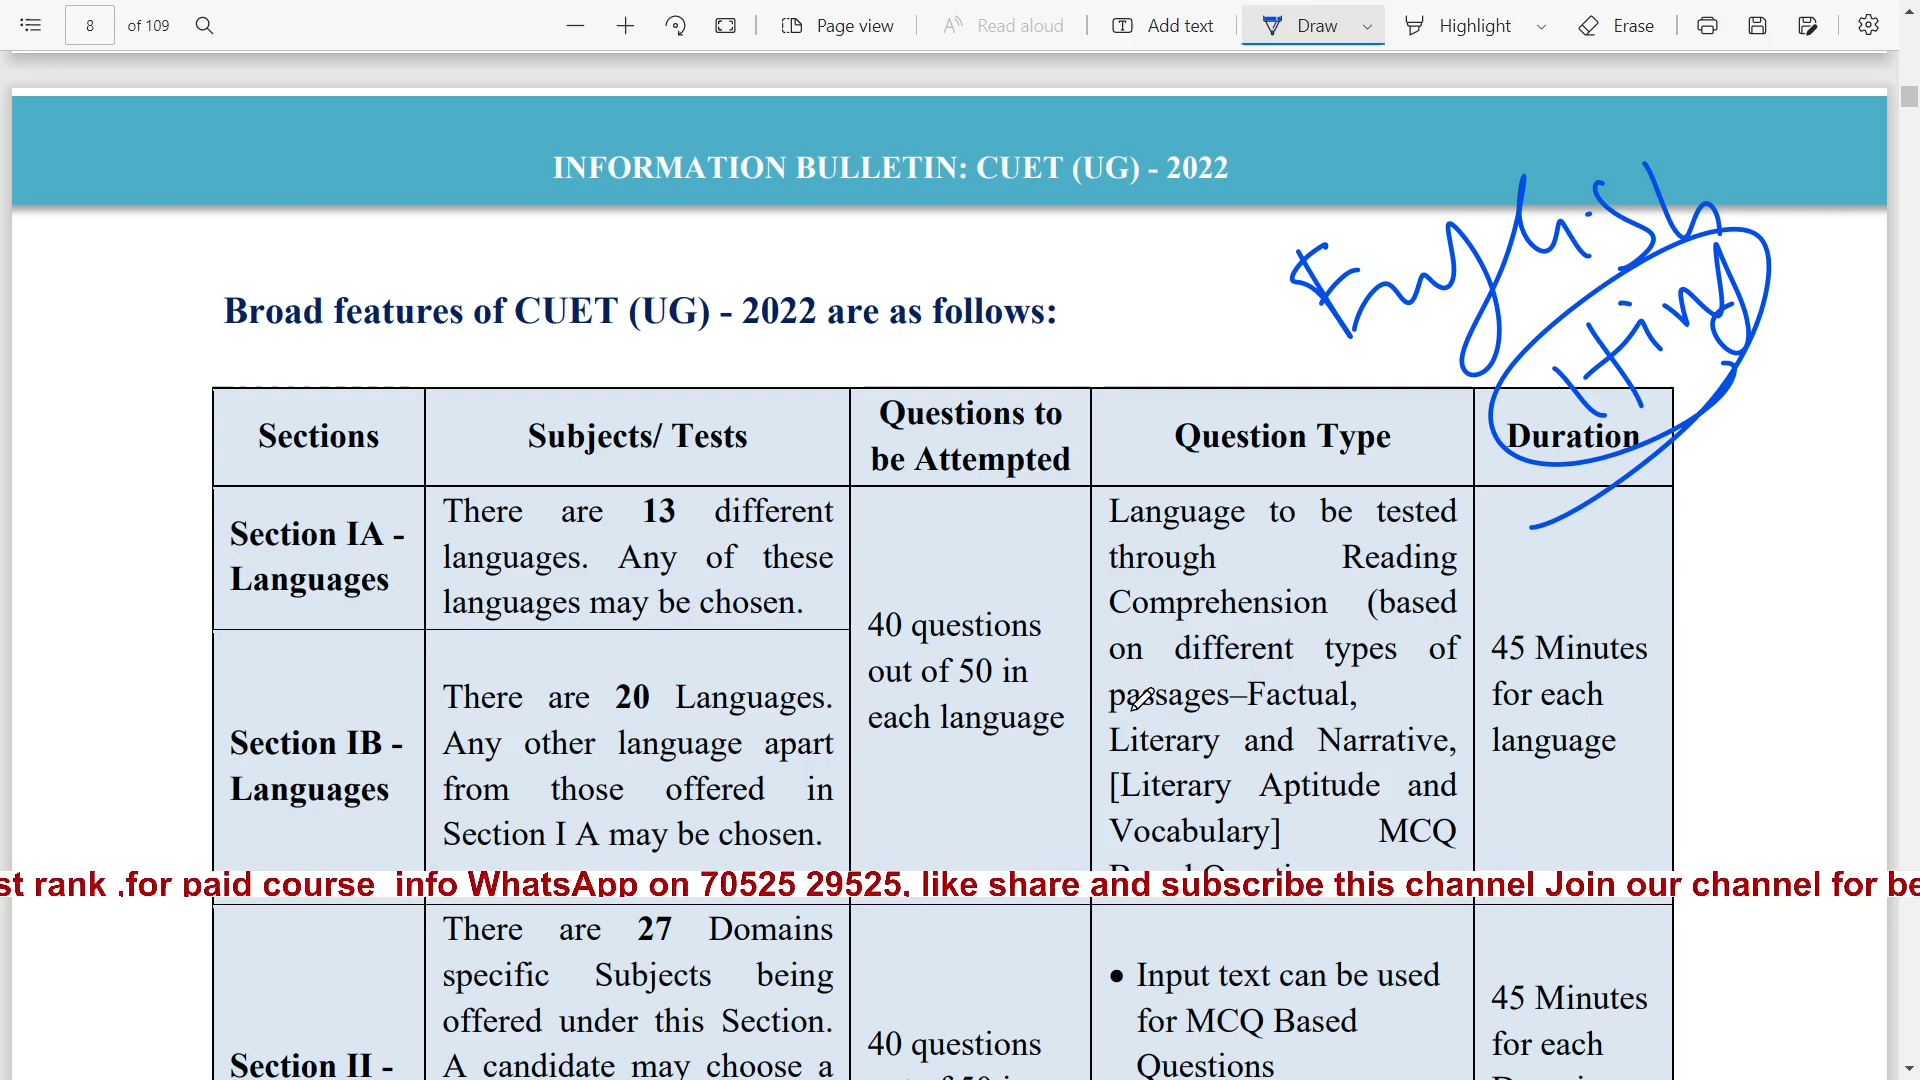 8 of 109 Page view Read aloud Add text Draw Highlight Erase
INFORMATION BULLETIN: CUET (UG) - 2022
English
Hindi
Broad features of CUET (UG) - 2022 are as follows:
Sections
Subjects/ Tests
Questions to
be Attempted
Question Type
Duration
Section IA -
Languages
There are 13 different
languages. Any of these
languages may be chosen.
Section IB -
Languages
There are 20 Languages.
Any other language apart
from those offered in
Section I A may be chosen.
40 questions
out of 50 in
each language
Language to be tested
through Reading
Comprehension (based
on different types of
passages–Factual,
Literary and Narrative,
[Literary Aptitude and
Vocabulary] MCQ
45 Minutes
for each
language
st rank ,for paid course info WhatsApp on 70525 29525, like share and subscribe this channel Join our channel for be
Section II -
There are 27 Domains
specific Subjects being
offered under this Section.
A candidate may choose a
40 questions
• Input text can be used
for MCQ Based
Questions
45 Minutes
for each